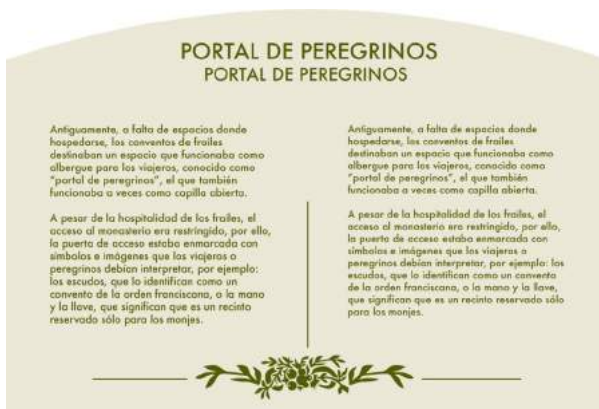 PORTAL DE PEREGRINOS
PORTAL DE PEREGRINOS
Antiguamente, a falta de espacios donde
hospedarse, los conventos de frailes
destinaban un espacio que funcionaba como
albergue para los viajeros, conocido como
"portal de peregrinos", el que también
funcionaba a veces como capilla abierta.
A pesar de la hospitalidad de los frailes, el
acceso al monasterio era restringido, por ello,
la puerta de acceso estaba enmarcada con
símbolos e imágenes que los viajeros o
peregrinos debían interpretar, por ejemplo:
los escudos, que lo identifican como un
convento de la orden franciscana, o la mano
y la llave, que significan que es un recinto
reservado sólo para los monjes.
Antiguamente, a falta de espacios donde
hospedarse, los conventos de frailes
destinaban un espacio que funcionaba como
albergue para los viajeros, conocido como
"portal de peregrinos", el que también
funcionaba a veces como capilla abierta.
A pesar de la hospitalidad de los frailes, el
acceso al monasterio era restringido, por ello,
la puerta de acceso estaba enmarcada con
símbolos e imágenes que los viajeros o
peregrinos debían interpretar, por ejemplo: los
escudos, que lo identifican como un convento
de la orden franciscana, o la mano y la llave,
que significan que es un recinto reservado sólo
para los monjes.